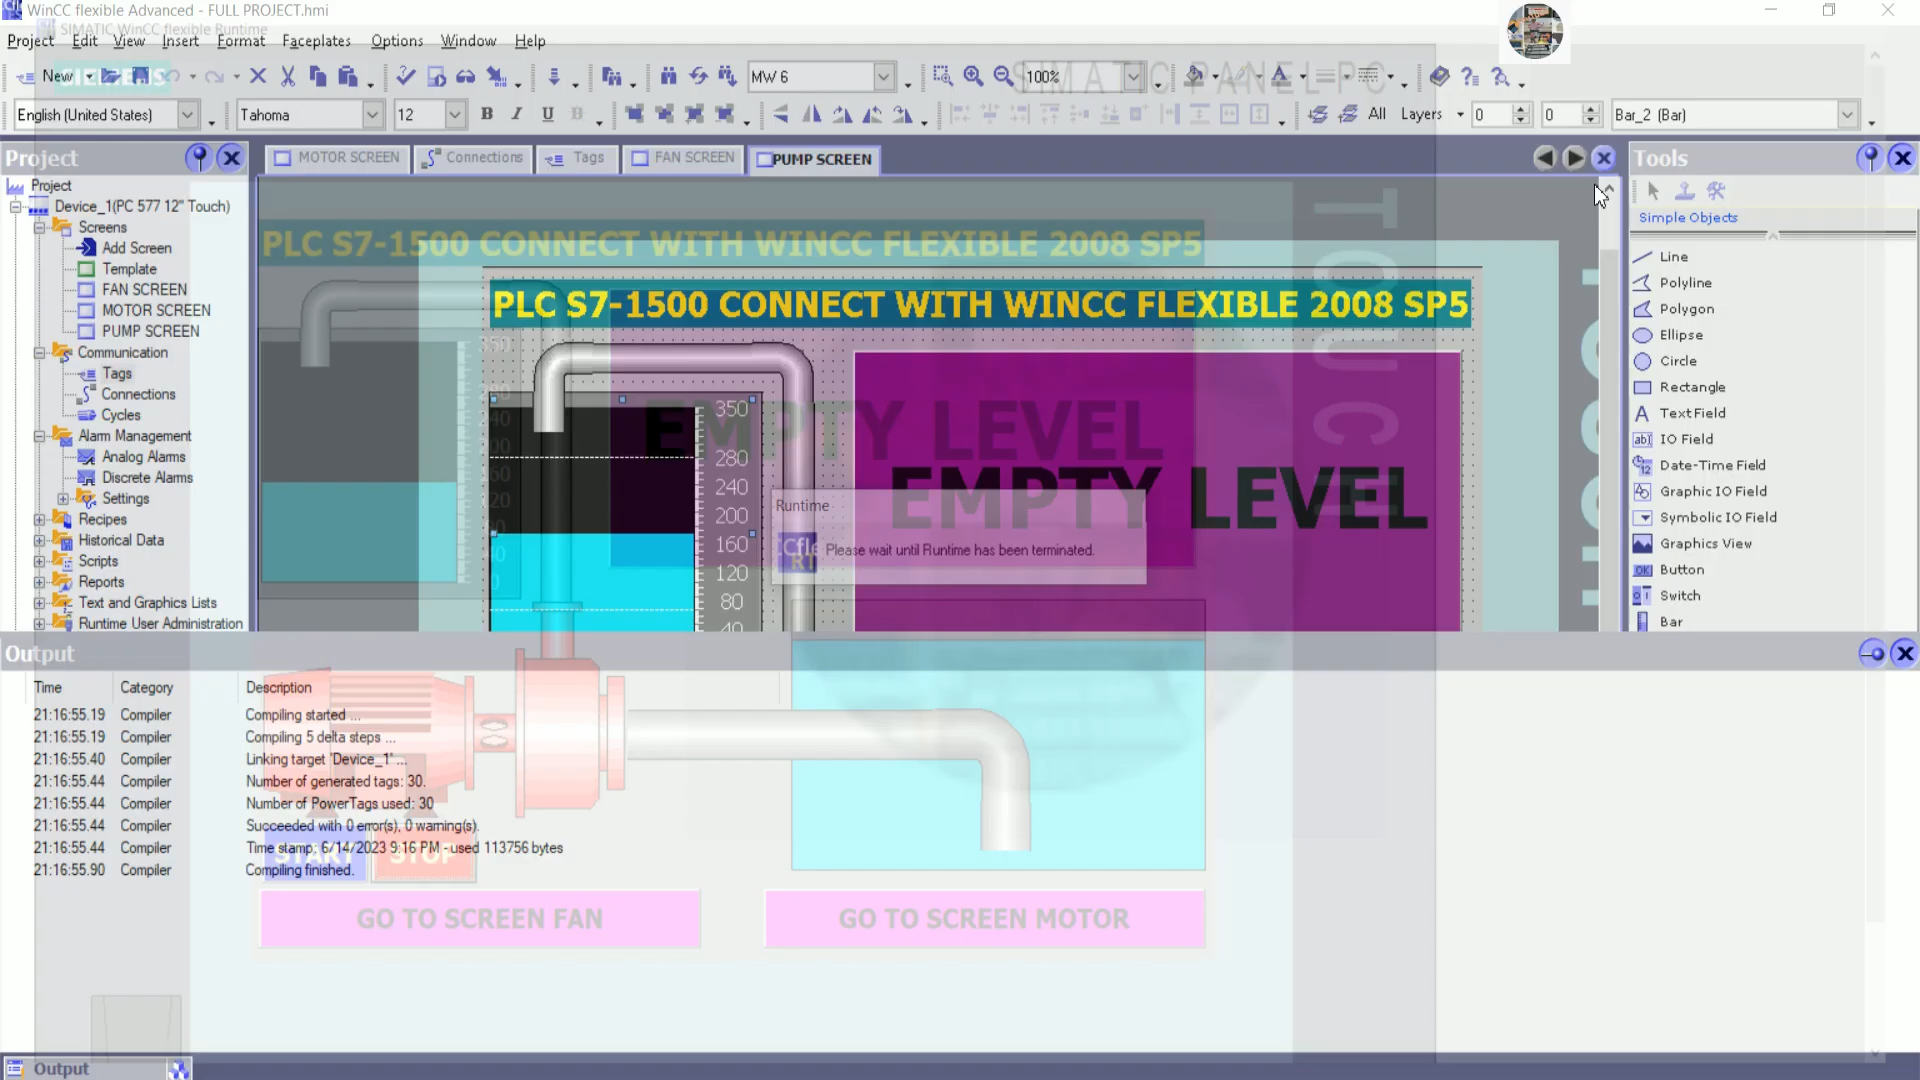 WinCC flexible Advanced - FULL PROJECT.hmi
SIMATIC WinCC flexible Runtime
Project Edit View Insert Format Faceplates Options Window Help
New MW 6 100%
SIEMENS
SIMATIC PANEL PC
English (United States) Tahoma 12 B I U B All Layers 0 0 Bar_2 (Bar)
Project
MOTOR SCREEN Connections Tags FAN SCREEN PUMP SCREEN
Tools
Project
Device_1(PC 577 12" Touch)
Screens
Add Screen
Template
FAN SCREEN
MOTOR SCREEN
PUMP SCREEN
Communication
Tags
Connections
Cycles
Alarm Management
Analog Alarms
Discrete Alarms
Settings
Recipes
Historical Data
Scripts
Reports
Text and Graphics Lists
Runtime User Administration
PLC S7-1500 CONNECT WITH WINCC FLEXIBLE 2008 SP5
PLC S7-1500 CONNECT WITH WINCC FLEXIBLE 2008 SP5
TOUCH
EMPTY LEVEL
EMPTY LEVEL
350
280
240
200
160
120
80
40
Runtime
Please wait until Runtime has been terminated.
Simple Objects
Line
Polyline
Polygon
Ellipse
Circle
Rectangle
Text Field
IO Field
Date-Time Field
Graphic IO Field
Symbolic IO Field
Graphics View
Button
Switch
Bar
Output
Time Category Description
21:16:55.19 Compiler Compiling started ...
21:16:55.19 Compiler Compiling 5 delta steps ...
21:16:55.40 Compiler Linking target 'Device_1' ...
21:16:55.44 Compiler Number of generated tags: 30.
21:16:55.44 Compiler Number of PowerTags used: 30
21:16:55.44 Compiler Succeeded with 0 error(s), 0 warning(s).
21:16:55.44 Compiler Time stamp: 6/14/2023 9:16 PM - used 113756 bytes
21:16:55.90 Compiler Compiling finished.
START STOP
GO TO SCREEN FAN GO TO SCREEN MOTOR
Output